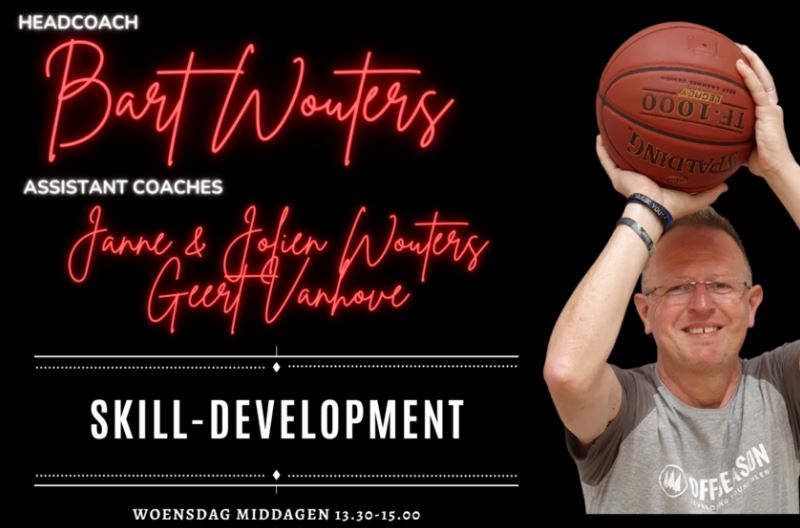 HEADCOACH
Bart Wouters
ASSISTANT COACHES
Janne & Jolien Wouters
Geert Vanhove
SKILL-DEVELOPMENT
WOENSDAG MIDDAGEN 13.30-15.00
TF-1000
LEGACY
SPALDING
OFFSEASON